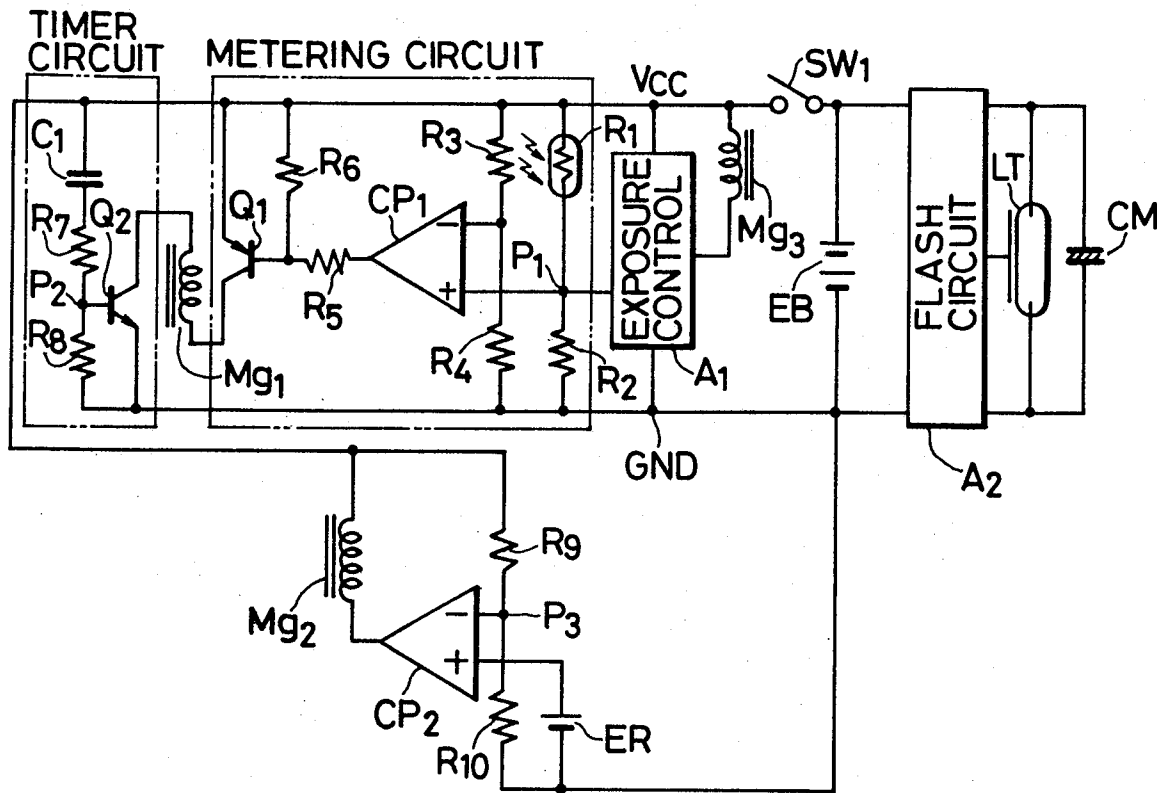 TIMER
CIRCUIT
METERING CIRCUIT
SW1
VCC
C1
R3
R1
R6
CP1
LT
R7
Q2
Q1
EXPOSURE
CONTROL
Mg3
FLASH
CIRCUIT
CM
−
P1
P2
R5
+
EB
R8
R4
R2
A1
Mg1
GND
A2
R9
−
P3
Mg2
+
CP2
ER
R10